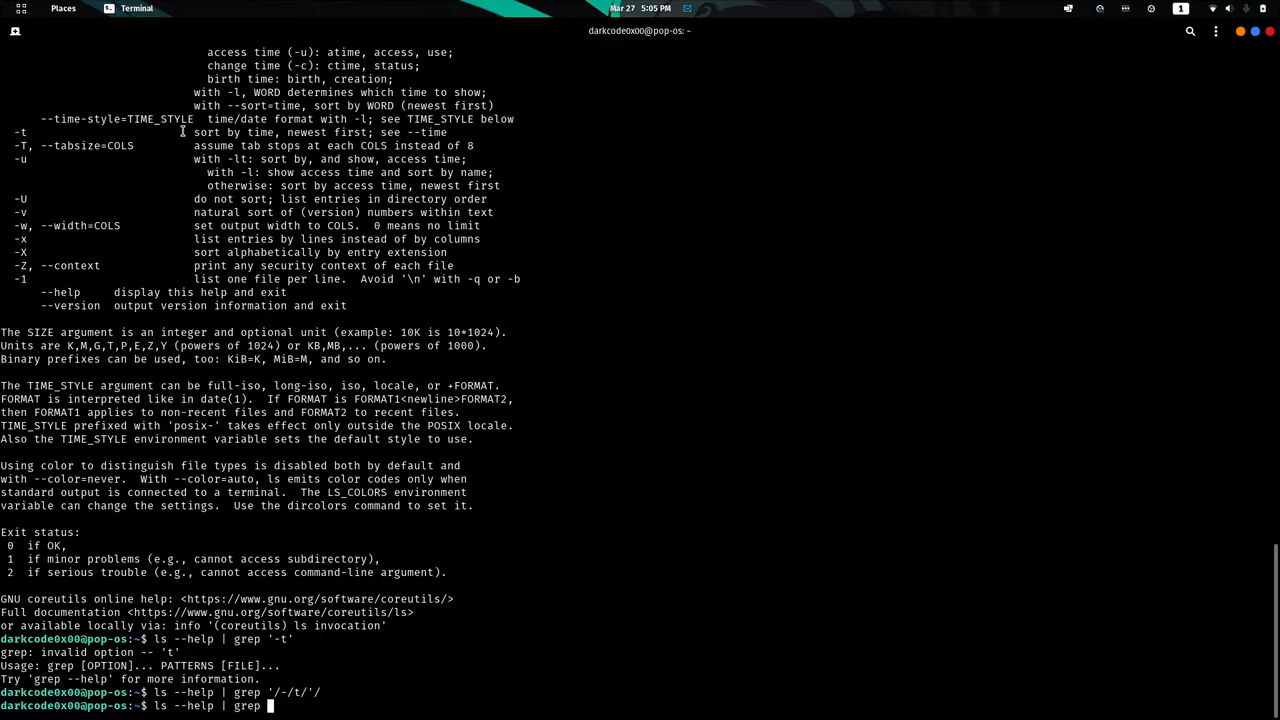 Places Terminal Mar 27 5:05 PM 1
darkcode0x00@pop-os: ~
access time (-u): atime, access, use;
change time (-c): ctime, status;
birth time: birth, creation;
with -l, WORD determines which time to show;
with --sort=time, sort by WORD (newest first)
--time-style=TIME_STYLE time/date format with -l; see TIME_STYLE below
-t sort by time, newest first; see --time
-T, --tabsize=COLS assume tab stops at each COLS instead of 8
-u with -lt: sort by, and show, access time;
with -l: show access time and sort by name;
otherwise: sort by access time, newest first
-U do not sort; list entries in directory order
-v natural sort of (version) numbers within text
-w, --width=COLS set output width to COLS. 0 means no limit
-x list entries by lines instead of by columns
-X sort alphabetically by entry extension
-Z, --context print any security context of each file
-1 list one file per line. Avoid '\n' with -q or -b
--help display this help and exit
--version output version information and exit
The SIZE argument is an integer and optional unit (example: 10K is 10*1024).
Units are K,M,G,T,P,E,Z,Y (powers of 1024) or KB,MB,... (powers of 1000).
Binary prefixes can be used, too: KiB=K, MiB=M, and so on.
The TIME_STYLE argument can be full-iso, long-iso, iso, locale, or +FORMAT.
FORMAT is interpreted like in date(1). If FORMAT is FORMAT1<newline>FORMAT2,
then FORMAT1 applies to non-recent files and FORMAT2 to recent files.
TIME_STYLE prefixed with 'posix-' takes effect only outside the POSIX locale.
Also the TIME_STYLE environment variable sets the default style to use.
Using color to distinguish file types is disabled both by default and
with --color=never. With --color=auto, ls emits color codes only when
standard output is connected to a terminal. The LS_COLORS environment
variable can change the settings. Use the dircolors command to set it.
Exit status:
0 if OK,
1 if minor problems (e.g., cannot access subdirectory),
2 if serious trouble (e.g., cannot access command-line argument).
GNU coreutils online help: <https://www.gnu.org/software/coreutils/>
Full documentation <https://www.gnu.org/software/coreutils/ls>
or available locally via: info '(coreutils) ls invocation'
darkcode0x00@pop-os:~$ ls --help | grep '-t'
grep: invalid option -- 't'
Usage: grep [OPTION]... PATTERNS [FILE]...
Try 'grep --help' for more information.
darkcode0x00@pop-os:~$ ls --help | grep '/-/t/'/
darkcode0x00@pop-os:~$ ls --help | grep